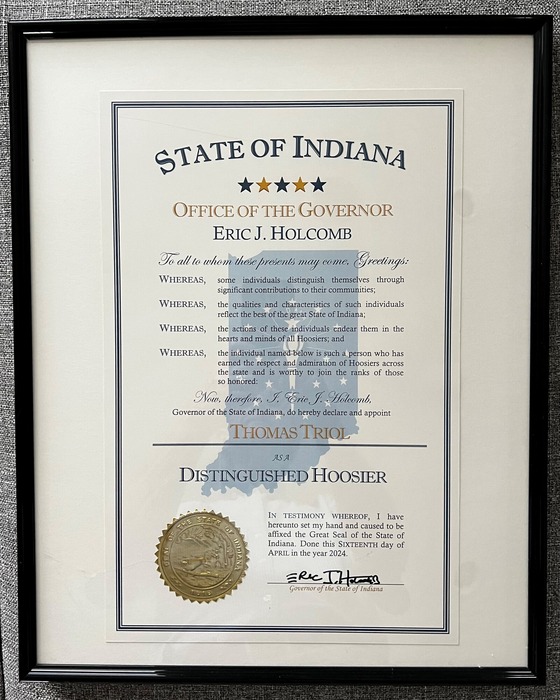 STATE OF INDIANA
OFFICE OF THE GOVERNOR
ERIC J. HOLCOMB
To all to whom these presents may come, Greetings:
WHEREAS, some individuals distinguish themselves through
significant contributions to their communities;
WHEREAS, the qualities and characteristics of such individuals
reflect the best of the great State of Indiana;
WHEREAS, the actions of these individuals endear them in the
hearts and minds of all Hoosiers; and
WHEREAS, the individual named below is such a person who has
earned the respect and admiration of Hoosiers across
the state and is worthy to join the ranks of those
so honored:
Now, therefore, I, Eric J. Holcomb,
Governor of the State of Indiana, do hereby declare and appoint
THOMAS TRIOL
AS A
DISTINGUISHED HOOSIER
IN TESTIMONY WHEREOF, I have
hereunto set my hand and caused to be
affixed the Great Seal of the State of
Indiana. Done this SIXTEENTH day of
APRIL in the year 2024.
Eric J. Holcomb
Governor of the State of Indiana